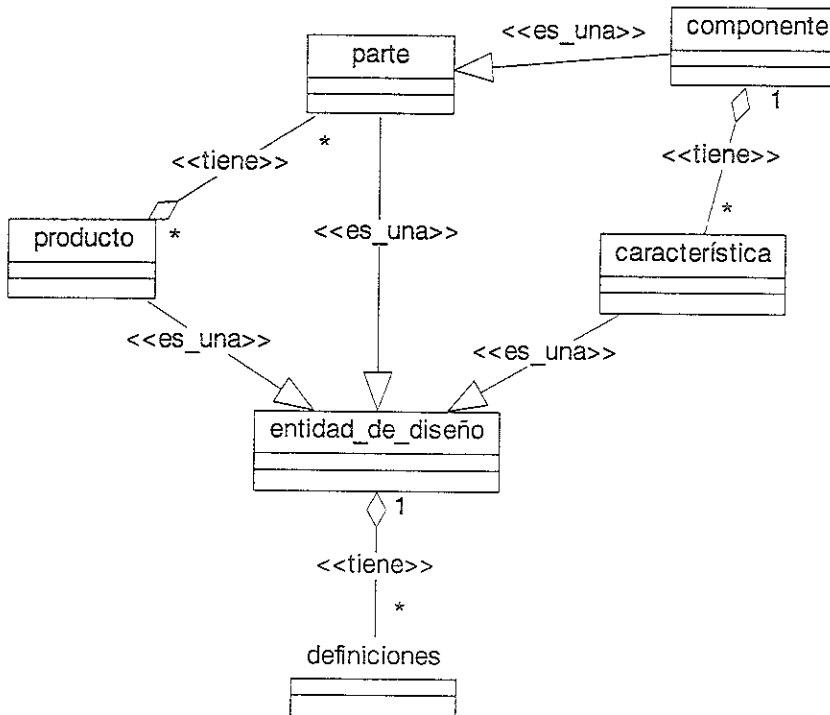 <<es_una>>
componente
parte
1
<<tiene>>
*
<<tiene>>
*
<<es_una>>
producto
*
característica
<<es_una>>
<<es_una>>
entidad_de_diseño
1
<<tiene>>
*
definiciones